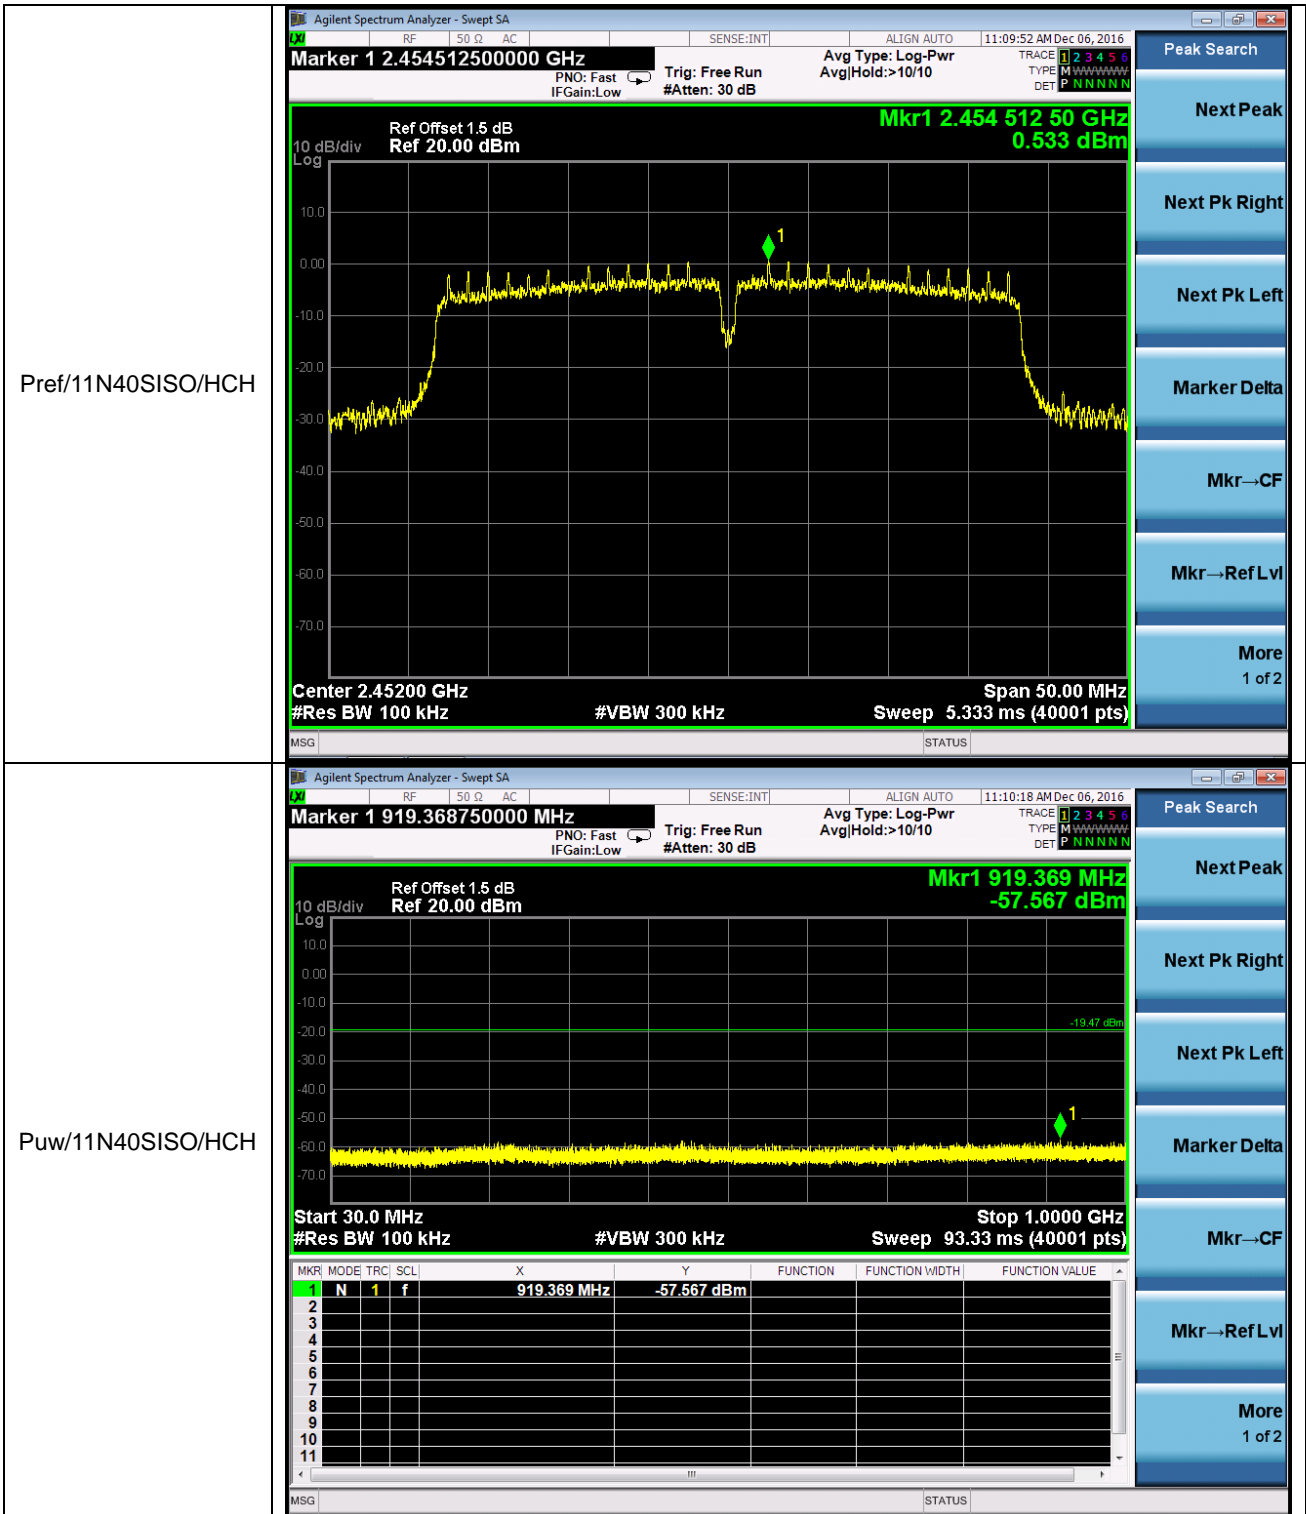 Pref/11N40SISO/HCH
Agilent Spectrum Analyzer - Swept SA
LXI RF 50 Ω AC SENSE:INT ALIGN AUTO 11:09:52 AM Dec 06, 2016
Marker 1 2.454512500000 GHz
PNO: Fast
IFGain:Low
Trig: Free Run
#Atten: 30 dB
Avg Type: Log-Pwr
Avg|Hold:>10/10
TRACE 1 2 3 4 5 6
TYPE M WWWWW
DET P N N N N N
Mkr1 2.454 512 50 GHz
0.533 dBm
Ref Offset 1.5 dB
10 dB/div Ref 20.00 dBm
Log
10.0
0.00
-10.0
-20.0
-30.0
-40.0
-50.0
-60.0
-70.0
1
Center 2.45200 GHz Span 50.00 MHz
#Res BW 100 kHz #VBW 300 kHz Sweep 5.333 ms (40001 pts)
MSG STATUS
Peak Search
Next Peak
Next Pk Right
Next Pk Left
Marker Delta
Mkr→CF
Mkr→Ref Lvl
More
1 of 2
Puw/11N40SISO/HCH
Agilent Spectrum Analyzer - Swept SA
LXI RF 50 Ω AC SENSE:INT ALIGN AUTO 11:10:18 AM Dec 06, 2016
Marker 1 919.368750000 MHz
PNO: Fast
IFGain:Low
Trig: Free Run
#Atten: 30 dB
Avg Type: Log-Pwr
Avg|Hold:>10/10
TRACE 1 2 3 4 5 6
TYPE M WWWWW
DET P N N N N N
Mkr1 919.369 MHz
-57.567 dBm
Ref Offset 1.5 dB
10 dB/div Ref 20.00 dBm
Log
10.0
0.00
-10.0
-20.0
-30.0
-40.0
-50.0
-60.0
-70.0
-19.47 dBm
1
Start 30.0 MHz Stop 1.0000 GHz
#Res BW 100 kHz #VBW 300 kHz Sweep 93.33 ms (40001 pts)
MKR MODE TRC SCL X Y FUNCTION FUNCTION WIDTH FUNCTION VALUE
1 N 1 f 919.369 MHz -57.567 dBm
2
3
4
5
6
7
8
9
10
11
MSG STATUS
Peak Search
Next Peak
Next Pk Right
Next Pk Left
Marker Delta
Mkr→CF
Mkr→Ref Lvl
More
1 of 2